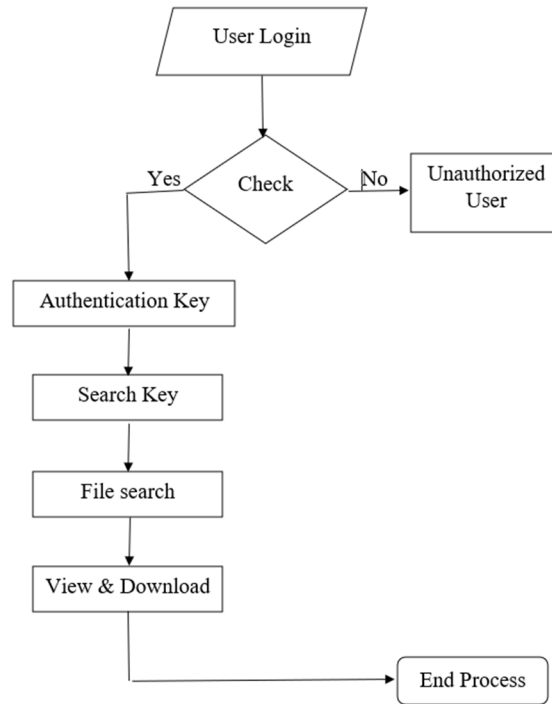 User Login
Yes
Check
No
Unauthorized
User
Authentication Key
Search Key
File search
View & Download
End Process